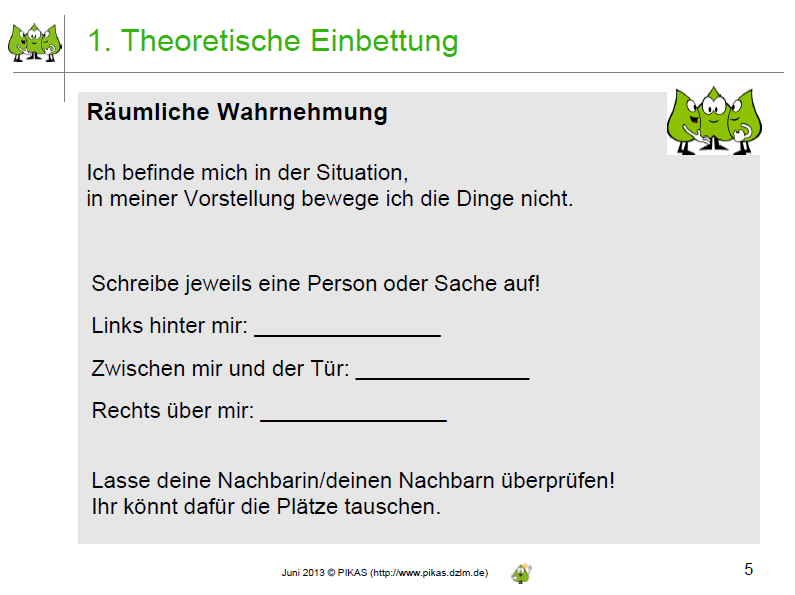 1. Theoretische Einbettung
Räumliche Wahrnehmung
Ich befinde mich in der Situation,
in meiner Vorstellung bewege ich die Dinge nicht.
Schreibe jeweils eine Person oder Sache auf!
Links hinter mir: _______________
Zwischen mir und der Tür: ______________
Rechts über mir: _______________
Lasse deine Nachbarin/deinen Nachbarn überprüfen!
Ihr könnt dafür die Plätze tauschen.
Juni 2013 © PIKAS (http://www.pikas.dzlm.de)
5